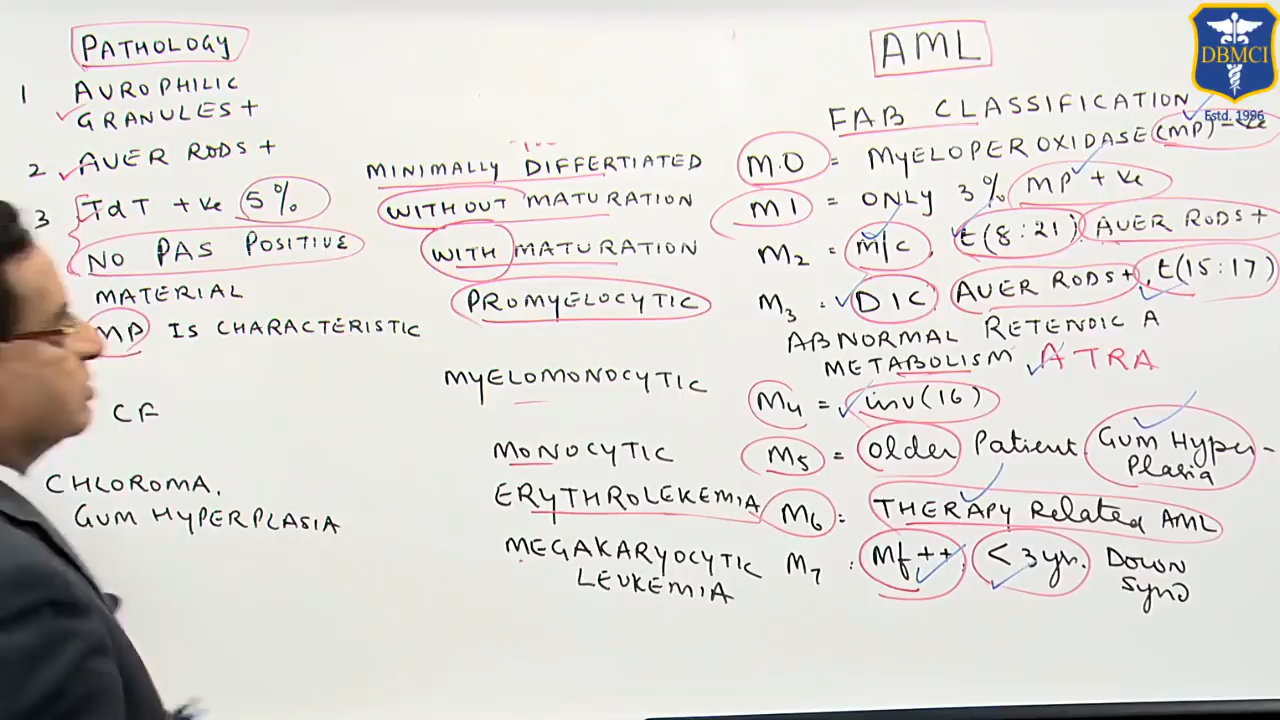 PATHOLOGY
1 AUROPHILIC
GRANULES +
2 AUER RODS +
3 TdT +ve 5%
NO PAS POSITIVE
MATERIAL
MP IS CHARACTERISTIC
CF
CHLOROMA,
GUM HYPERPLASIA
AML
FAB CLASSIFICATION
MINIMALLY DIFFERTIATED M.0 = MYELOPEROXIDASE (MP) -ve
WITHOUT MATURATION M1 = ONLY 3% MP +ve
WITH MATURATION M2 = M/C t(8:21) AUER RODS +
PROMYELOCYTIC M3 = DIC AUER RODS+, t(15:17)
ABNORMAL RETENOIC A
METABOLISM ATRA
MYELOMONOCYTIC M4 = inv(16)
MONOCYTIC M5 = older Patient Gum Hyper-
Plasia
ERYTHROLEKEMIA M6 = THERAPY Related AML
MEGAKARYOCYTIC M7 : Mf ++ < 3yr. DOWN
LEUKEMIA Synd
DBMCI
Estd. 1996